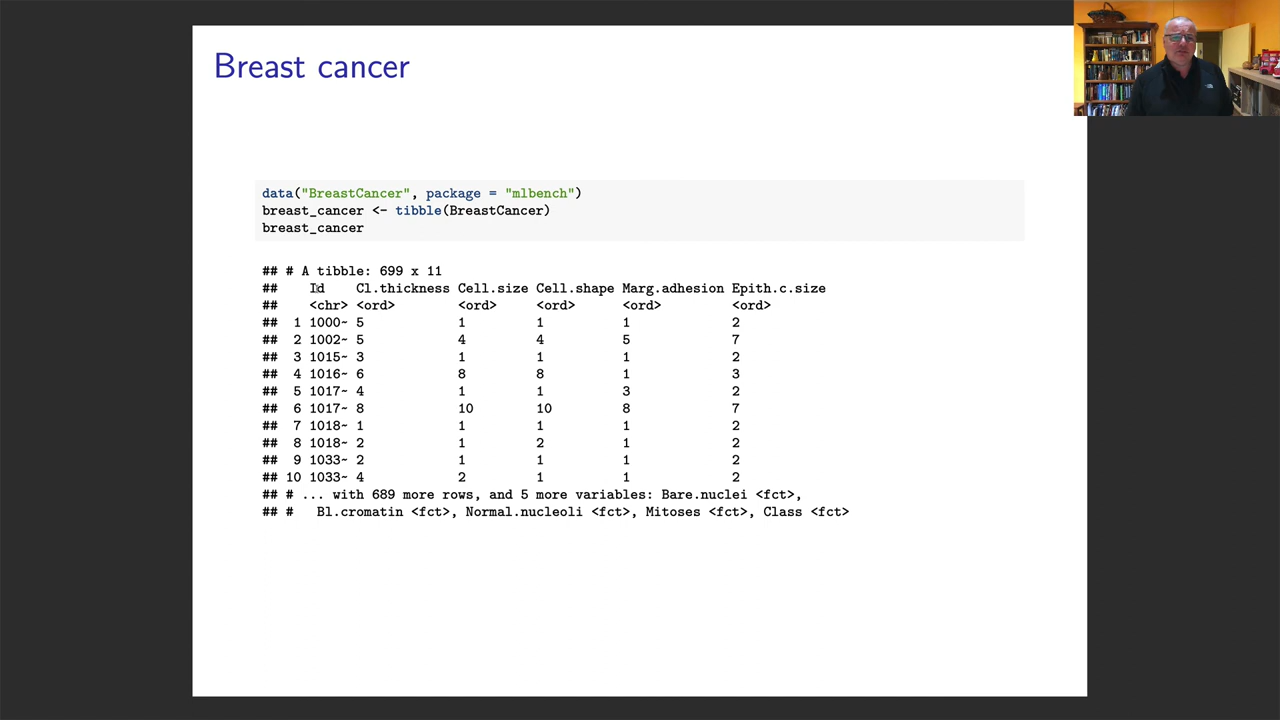 Breast cancer
data("BreastCancer", package = "mlbench")
breast_cancer <- tibble(BreastCancer)
breast_cancer
## # A tibble: 699 x 11
## Id Cl.thickness Cell.size Cell.shape Marg.adhesion Epith.c.size
## <chr> <ord> <ord> <ord> <ord> <ord>
## 1 1000~ 5 1 1 1 2
## 2 1002~ 5 4 4 5 7
## 3 1015~ 3 1 1 1 2
## 4 1016~ 6 8 8 1 3
## 5 1017~ 4 1 1 3 2
## 6 1017~ 8 10 10 8 7
## 7 1018~ 1 1 1 1 2
## 8 1018~ 2 1 2 1 2
## 9 1033~ 2 1 1 1 2
## 10 1033~ 4 2 1 1 2
## # ... with 689 more rows, and 5 more variables: Bare.nuclei <fct>,
## # Bl.cromatin <fct>, Normal.nucleoli <fct>, Mitoses <fct>, Class <fct>